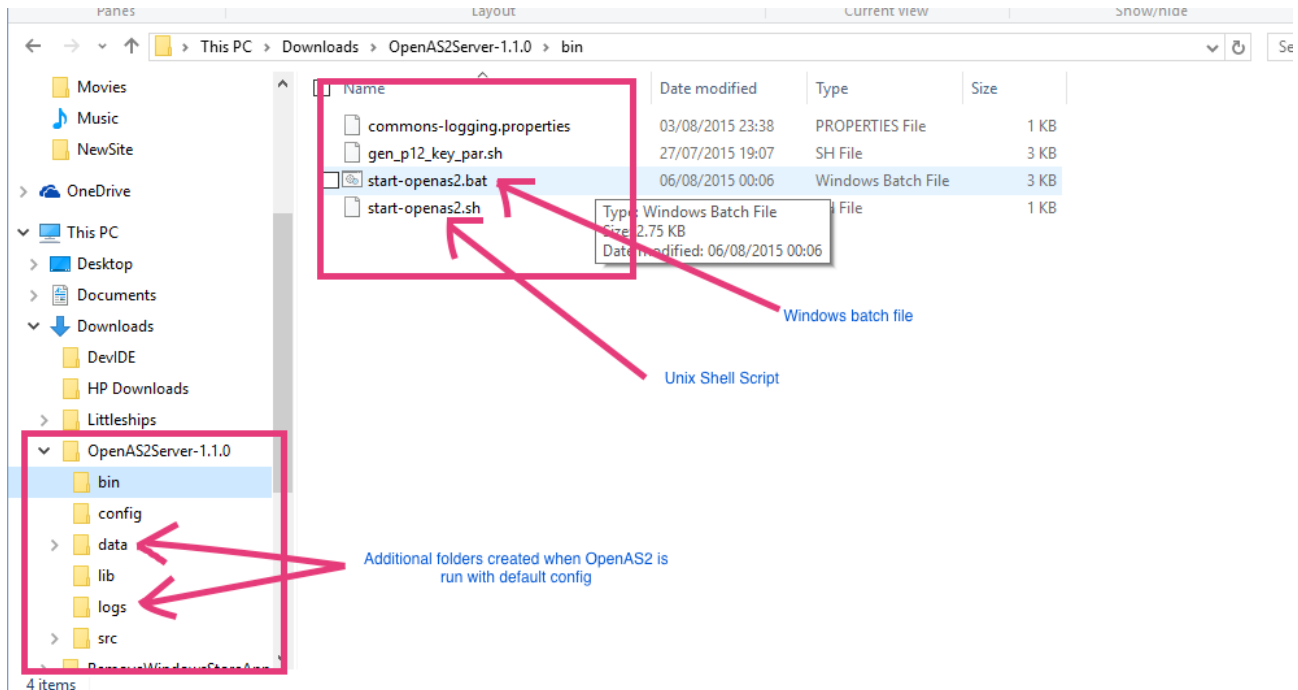 Panels
Layout
Current view
Show/hide
This PC > Downloads > OpenAS2Server-1.1.0 > bin
Se
Movies
Music
NewSite
OneDrive
This PC
Desktop
Documents
Downloads
DevIDE
HP Downloads
Littleships
OpenAS2Server-1.1.0
bin
config
data
lib
logs
src
RemoveWindowsStoreApp
4 items
Name Date modified Type Size
commons-logging.properties 03/08/2015 23:38 PROPERTIES File 1 KB
gen_p12_key_par.sh 27/07/2015 19:07 SH File 3 KB
start-openas2.bat 06/08/2015 00:06 Windows Batch File 3 KB
start-openas2.sh File 1 KB
Type: Windows Batch File
Size: 2.75 KB
Date modified: 06/08/2015 00:06
Windows batch file
Unix Shell Script
Additional folders created when OpenAS2 is
run with default config